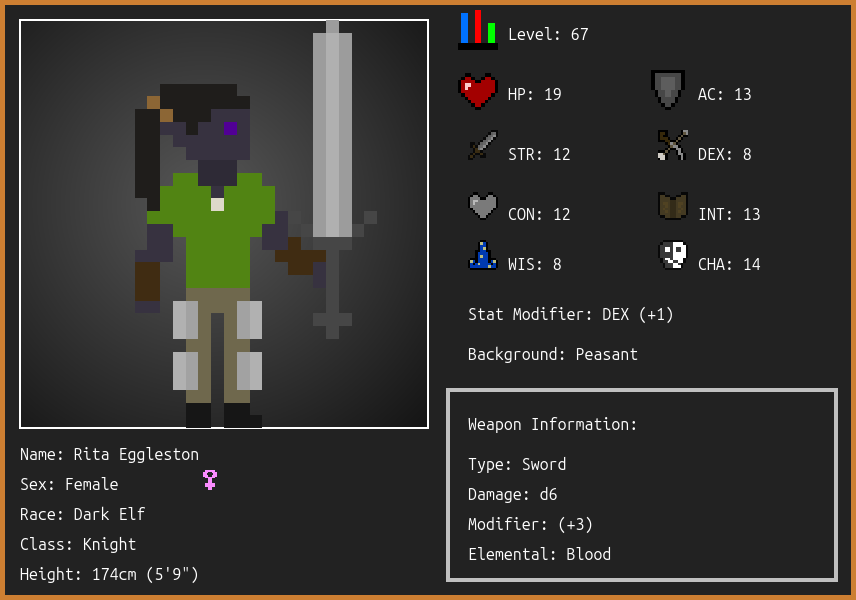 Level: 67
HP: 19
AC: 13
STR: 12
DEX: 8
CON: 12
INT: 13
WIS: 8
CHA: 14
Stat Modifier: DEX (+1)
Background: Peasant
Weapon Information:
Type: Sword
Damage: d6
Modifier: (+3)
Elemental: Blood
Name: Rita Eggleston
Sex: Female
Race: Dark Elf
Class: Knight
Height: 174cm (5'9")